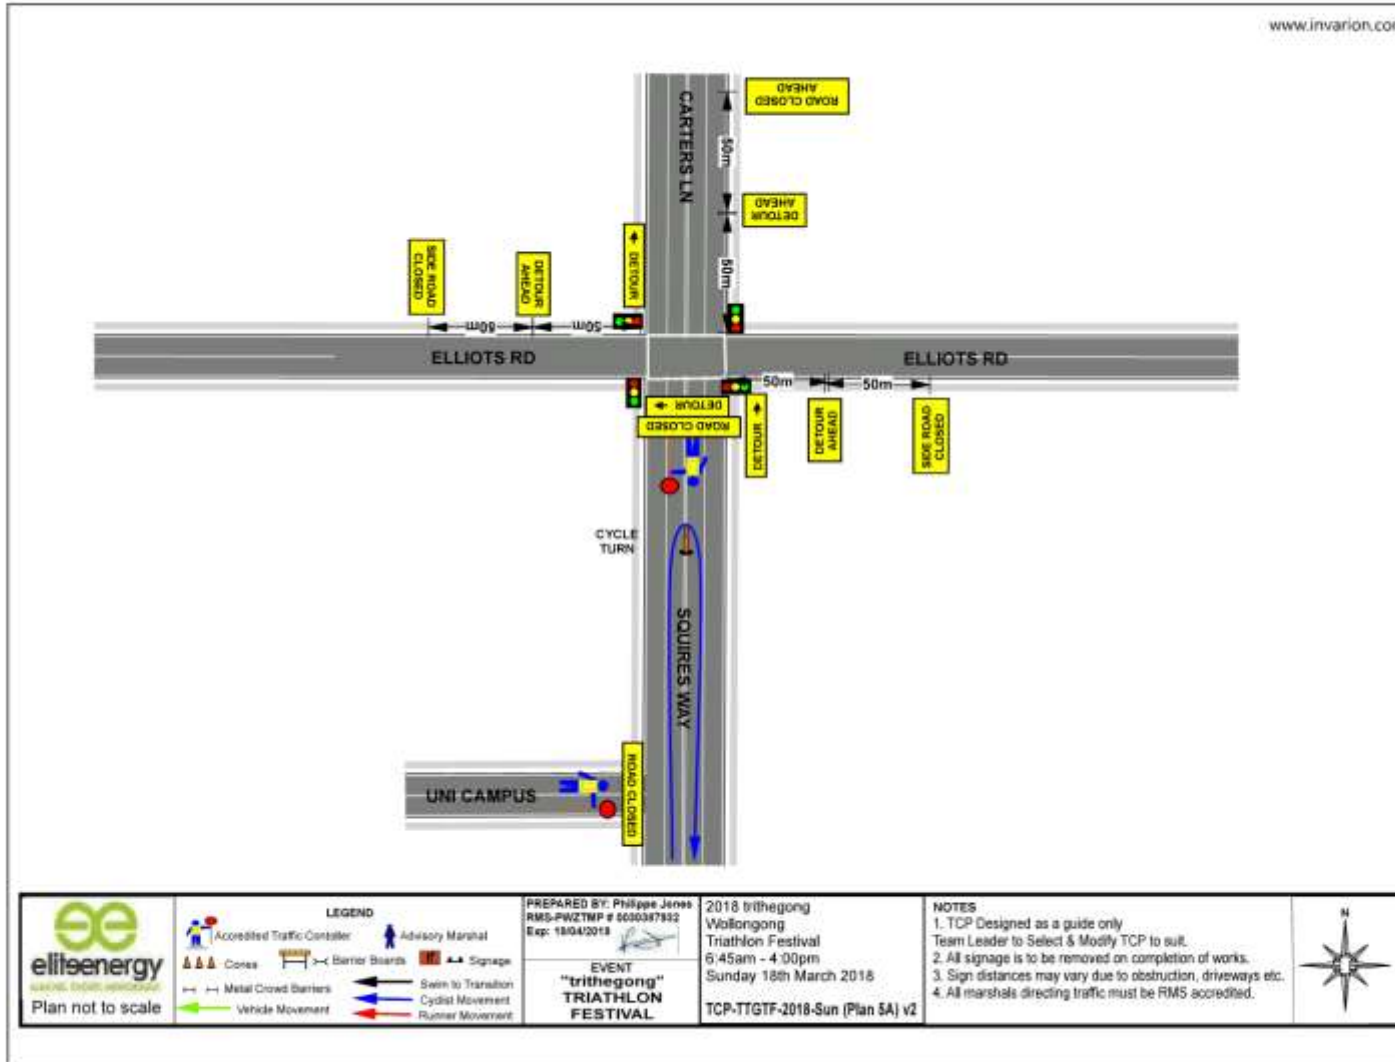 www.invarion.co
ROAD CLOSED
AHEAD
CARTERS LN
50m
DETOUR
AHEAD
50m
SIDE ROAD
CLOSED
DETOUR
AHEAD
DETOUR
50m
50m
ELLIOTS RD
ELLIOTS RD
50m
50m
DETOUR
ROAD CLOSED
DETOUR
DETOUR
AHEAD
SIDE ROAD
CLOSED
CYCLE
TURN
SQUIRES WAY
UNI CAMPUS
ROAD CLOSED
eliteenergy
Plan not to scale
LEGEND
Accredited Traffic Controller
Advisory Marshal
Cones
Barrier Boards
Signage
Metal Crowd Barriers
Swim to Transition
Cyclist Movement
Vehicle Movement
Runner Movement
PREPARED BY: Philippe Jones
Exp: 18/04/2018
EVENT
"trithegong"
TRIATHLON
FESTIVAL
2018 trithegong
Wollongong
Triathlon Festival
6:45am - 4:00pm
Sunday 18th March 2018
TCP-TTGTF-2018-Sun (Plan 5A) v2
NOTES
1. TCP Designed as a guide only
Team Leader to Select & Modify TCP to suit.
2. All signage is to be removed on completion of works.
3. Sign distances may vary due to obstruction, driveways etc.
4. All marshals directing traffic must be RMS accredited.
N